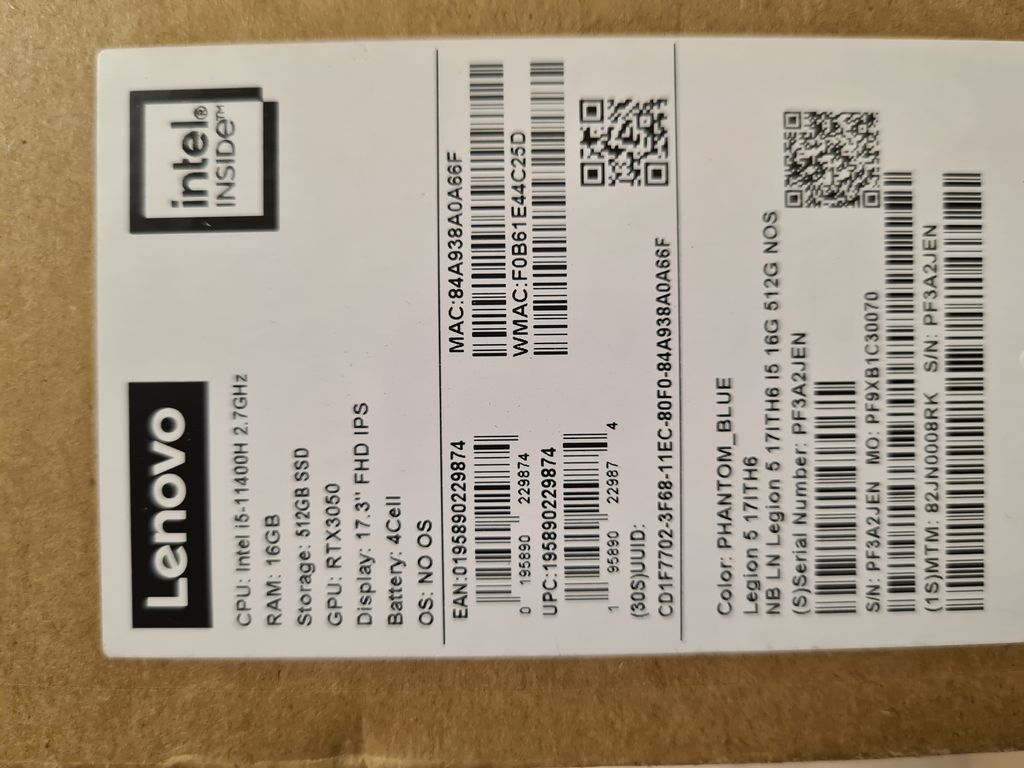 Lenovo
intel®
INSIDE™
CPU: Intel I5-11400H 2.7GHz
RAM: 16GB
Storage: 512GB SSD
GPU: RTX3050
Display: 17.3" FHD IPS
Battery: 4Cell
OS: NO OS
EAN:0195890229874
0 195890 229874
UPC:195890229874
1 95890 22987 4
MAC:84A938A0A66F
WMAC:F0B61E44C25D
(30S)UUID:
CD1F7702-3F68-11EC-80F0-84A938A0A66F
Color: PHANTOM_BLUE
Legion 5 17ITH6
NB LN Legion 5 17ITH6 I5 16G 512G NOS
(S)Serial Number: PF3A2JEN
S/N: PF3A2JEN MO: PF9XB1C30070
(1S)MTM: 82JN0008RK S/N: PF3A2JEN